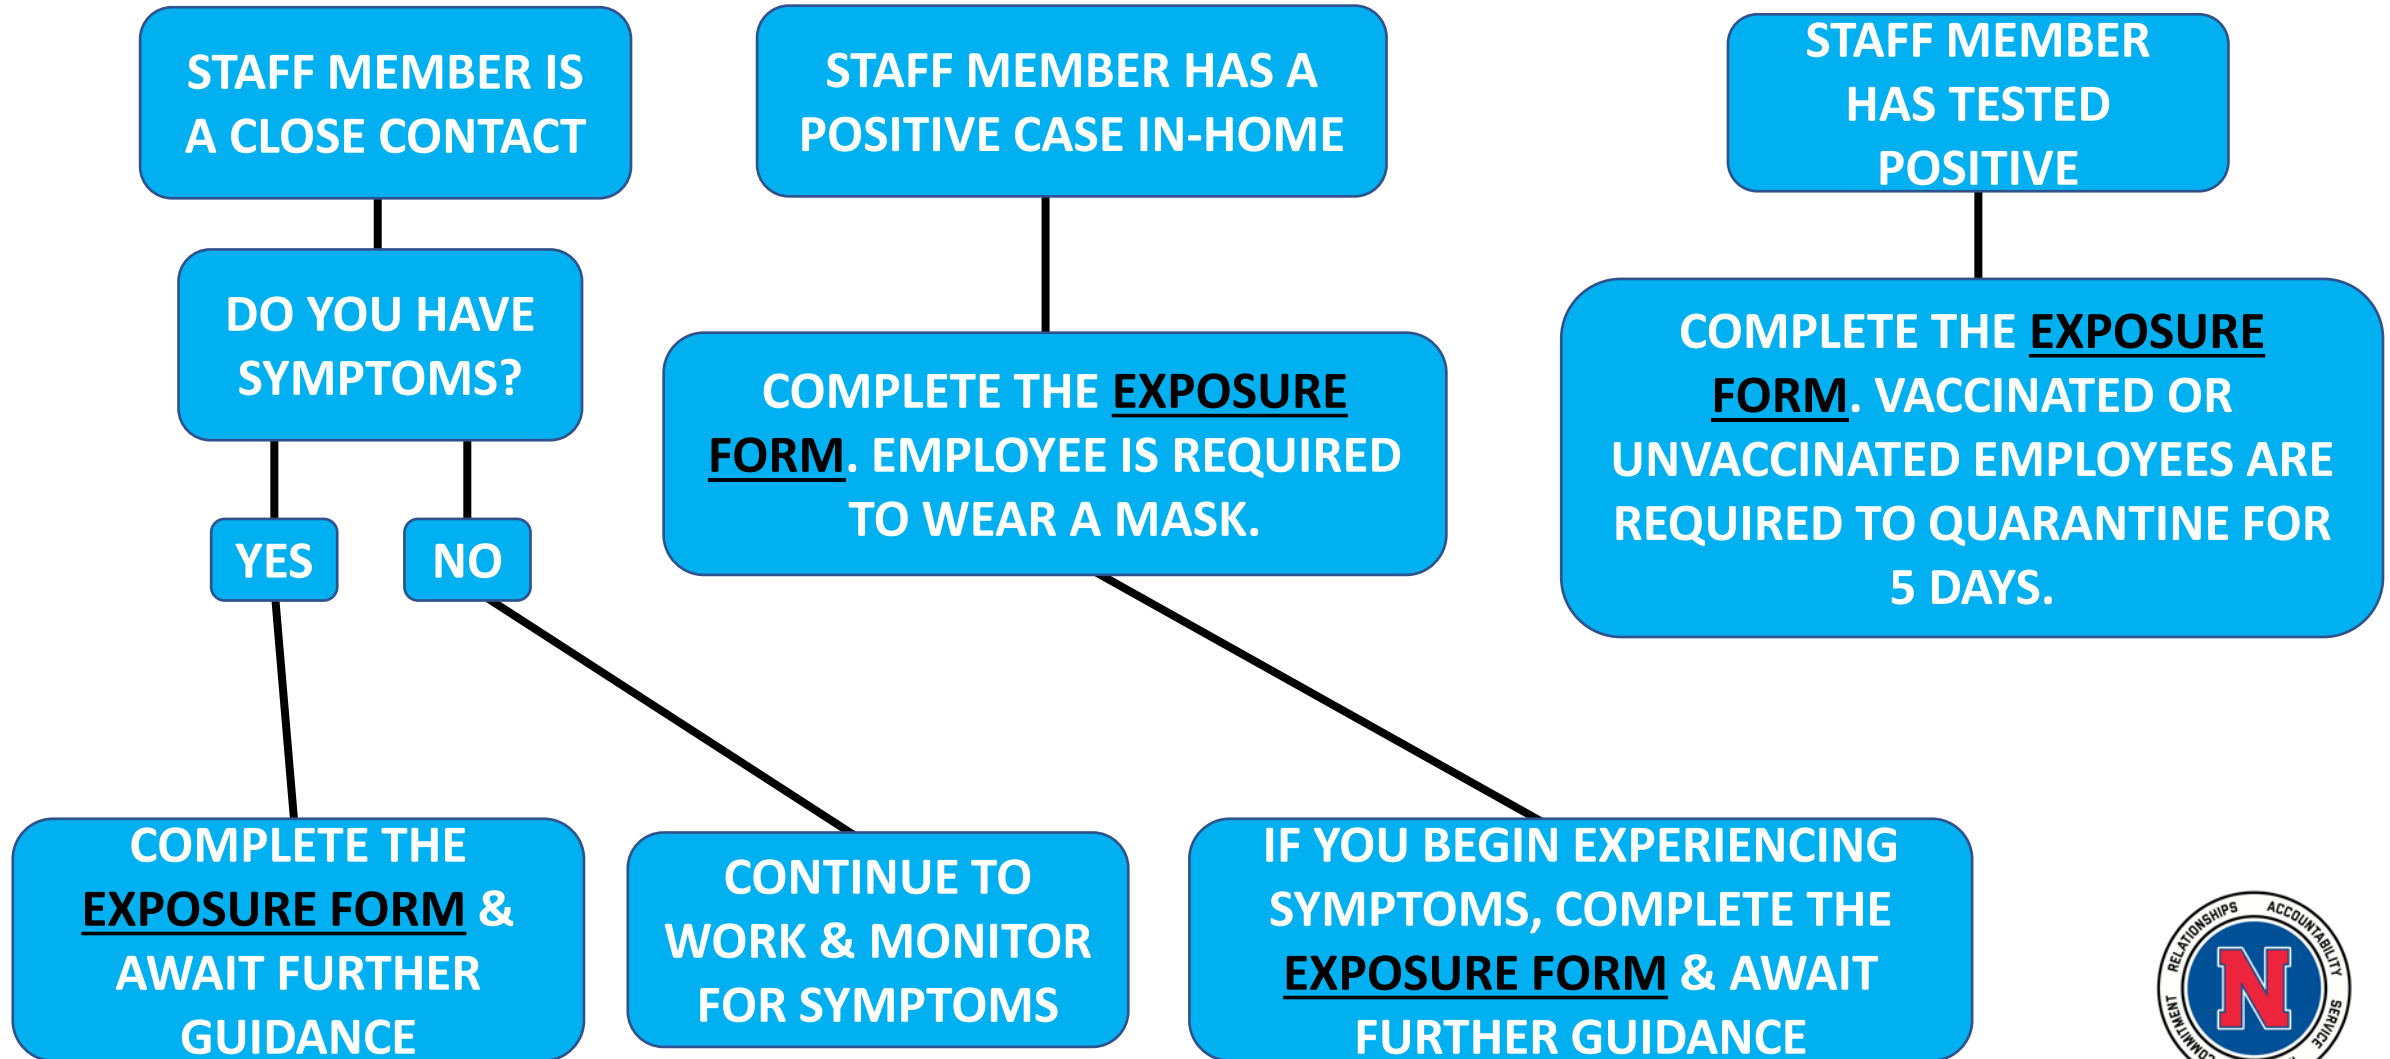 STAFF MEMBER IS
A CLOSE CONTACT
STAFF MEMBER HAS A
POSITIVE CASE IN-HOME
STAFF MEMBER
HAS TESTED
POSITIVE
DO YOU HAVE
SYMPTOMS?
COMPLETE THE EXPOSURE
FORM. EMPLOYEE IS REQUIRED
TO WEAR A MASK.
COMPLETE THE EXPOSURE
FORM. VACCINATED OR
UNVACCINATED EMPLOYEES ARE
REQUIRED TO QUARANTINE FOR
5 DAYS.
YES
NO
COMPLETE THE
EXPOSURE FORM &
AWAIT FURTHER
GUIDANCE
CONTINUE TO
WORK & MONITOR
FOR SYMPTOMS
IF YOU BEGIN EXPERIENCING
SYMPTOMS, COMPLETE THE
EXPOSURE FORM & AWAIT
FURTHER GUIDANCE
RELATIONSHIPS
ACCOUNTABILITY
SERVICE
N